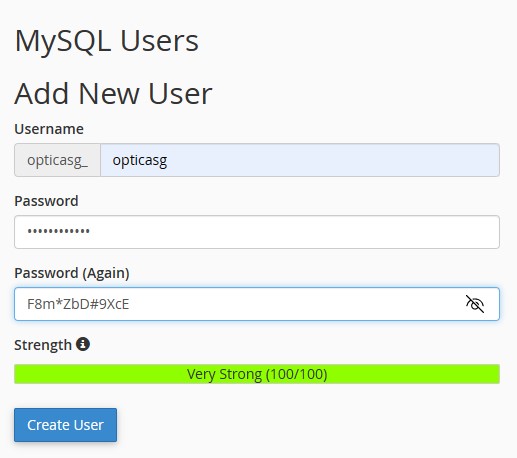 MySQL Users
Add New User
Username
opticasg_ opticasg
Password
••••••••••••
Password (Again)
F8m*ZbD#9XcE
Strength
Very Strong (100/100)
Create User